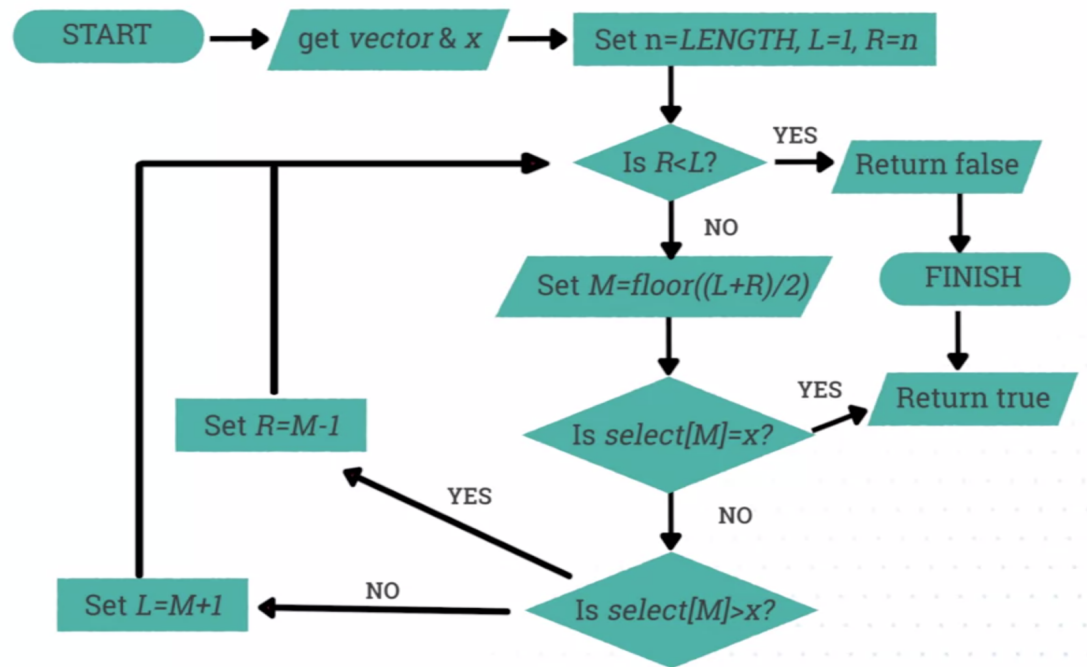 START
get vector & x
Set n=LENGTH, L=1, R=n
Is R<L?
YES
Return false
NO
Set M=floor((L+R)/2)
FINISH
Is select[M]=x?
YES
Return true
Set R=M-1
YES
NO
Is select[M]>x?
NO
Set L=M+1